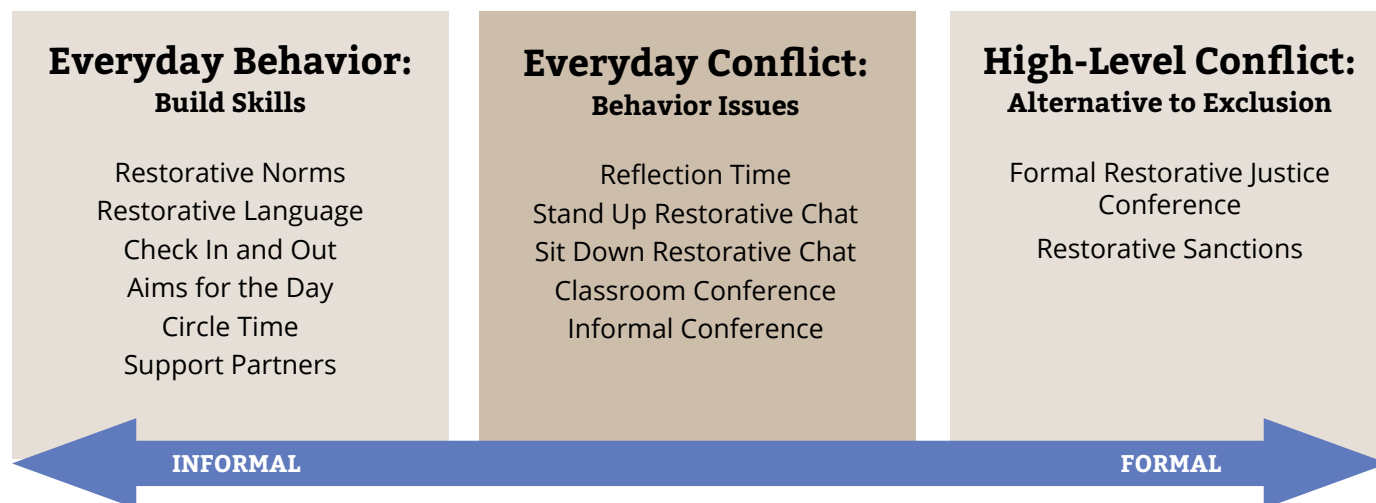 Everyday Behavior:
Build Skills
Restorative Norms
Restorative Language
Check In and Out
Aims for the Day
Circle Time
Support Partners
Everyday Conflict:
Behavior Issues
Reflection Time
Stand Up Restorative Chat
Sit Down Restorative Chat
Classroom Conference
Informal Conference
High-Level Conflict:
Alternative to Exclusion
Formal Restorative Justice
Conference
Restorative Sanctions
INFORMAL
FORMAL